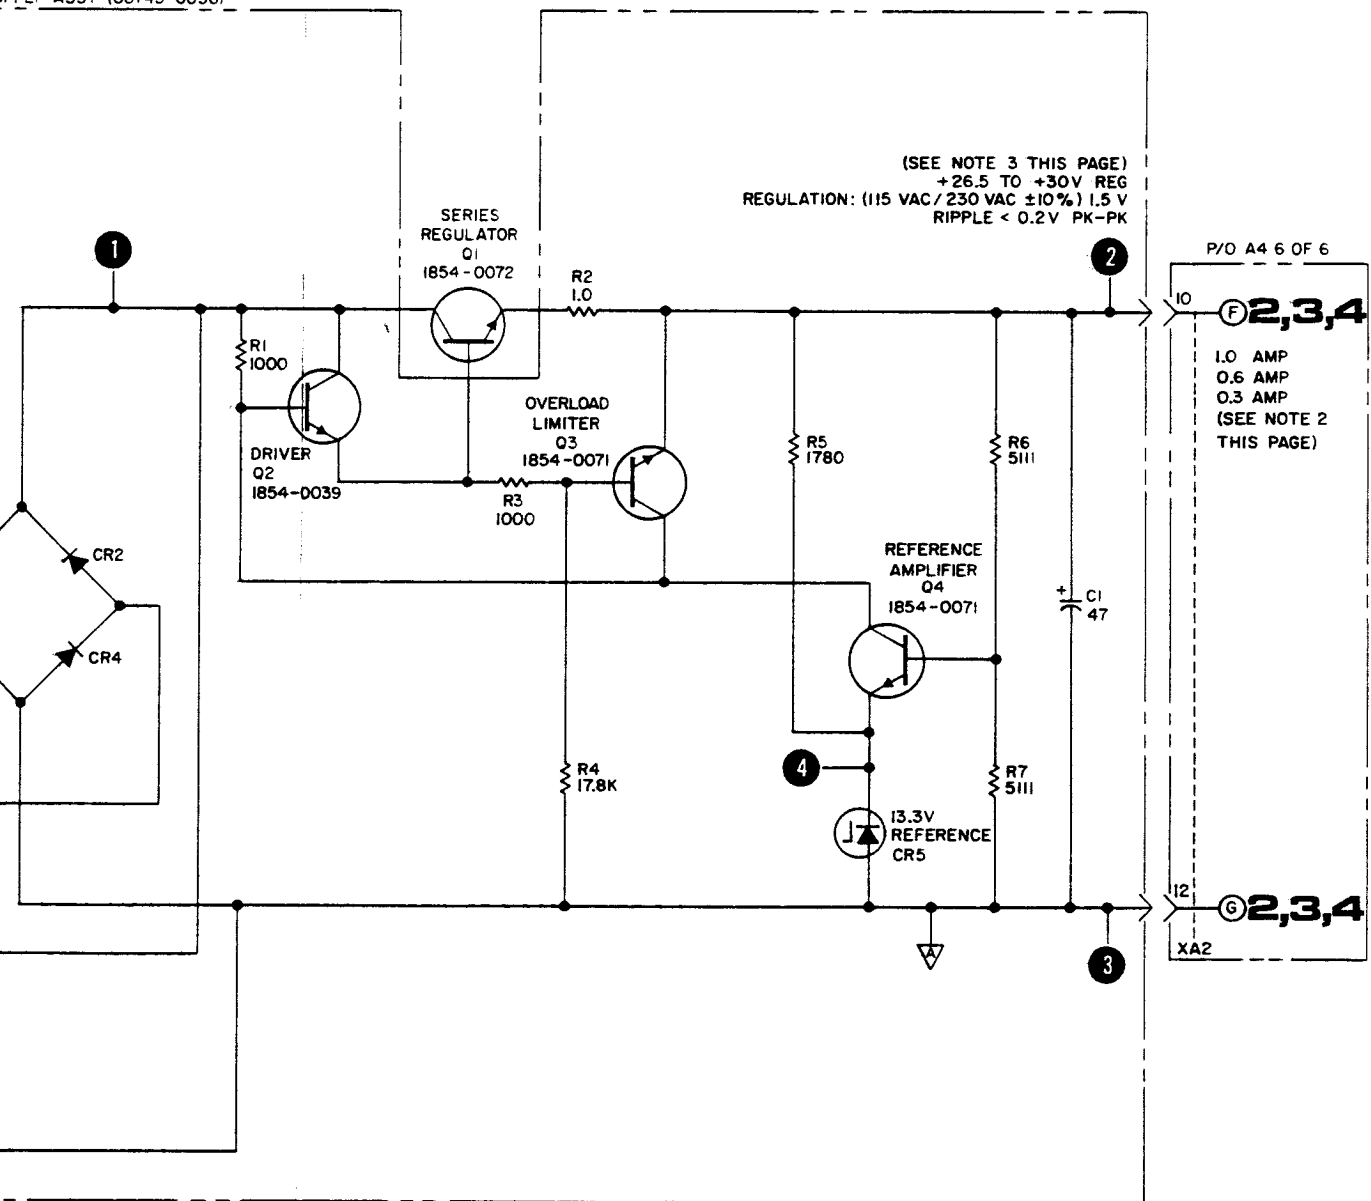 (SEE NOTE 3 THIS PAGE)
+26.5 TO +30V REG
REGULATION: (115 VAC/230 VAC ±10%) 1.5 V
RIPPLE < 0.2V PK-PK
SERIES
REGULATOR
Q1
1854-0072
1
2
P/O A4 6 OF 6
R2
1.0
10
F 2,3,4
R1
1000
1.0 AMP
0.6 AMP
0.3 AMP
(SEE NOTE 2
THIS PAGE)
OVERLOAD
LIMITER
Q3
1854-0071
DRIVER
Q2
1854-0039
R3
1000
R5
1780
R6
5111
CR2
CR4
REFERENCE
AMPLIFIER
Q4
1854-0071
+
C1
47
4
R4
17.8K
R7
5111
13.3V
REFERENCE
CR5
12
G 2,3,4
A
3
XA2